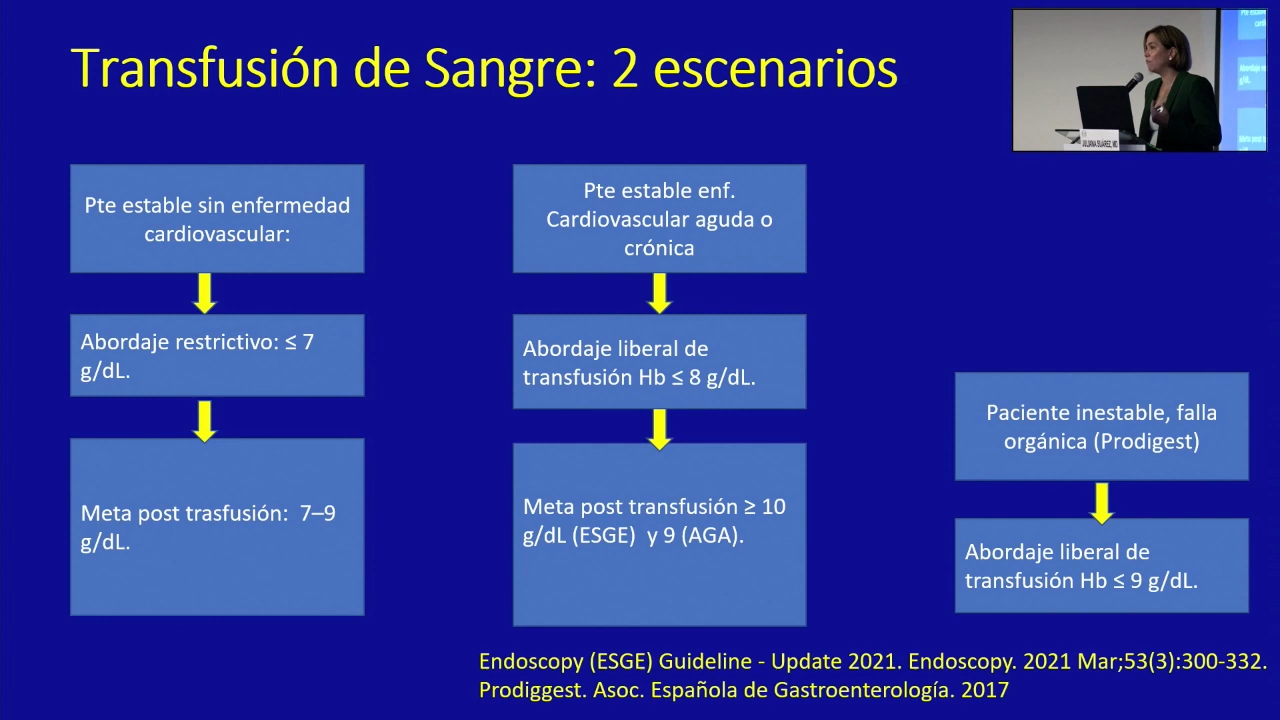 Transfusión de Sangre: 2 escenarios
JULIANA SUÁREZ, MD
Pte estable sin enfermedad
cardiovascular:
Abordaje restrictivo: ≤ 7
g/dL.
Meta post trasfusión: 7–9
g/dL.
Pte estable enf.
Cardiovascular aguda o
crónica
Abordaje liberal de
transfusión Hb ≤ 8 g/dL.
Meta post transfusión ≥ 10
g/dL (ESGE) y 9 (AGA).
Paciente inestable, falla
orgánica (Prodigest)
Abordaje liberal de
transfusión Hb ≤ 9 g/dL.
Endoscopy (ESGE) Guideline - Update 2021. Endoscopy. 2021 Mar;53(3):300-332.
Prodiggest. Asoc. Española de Gastroenterología. 2017